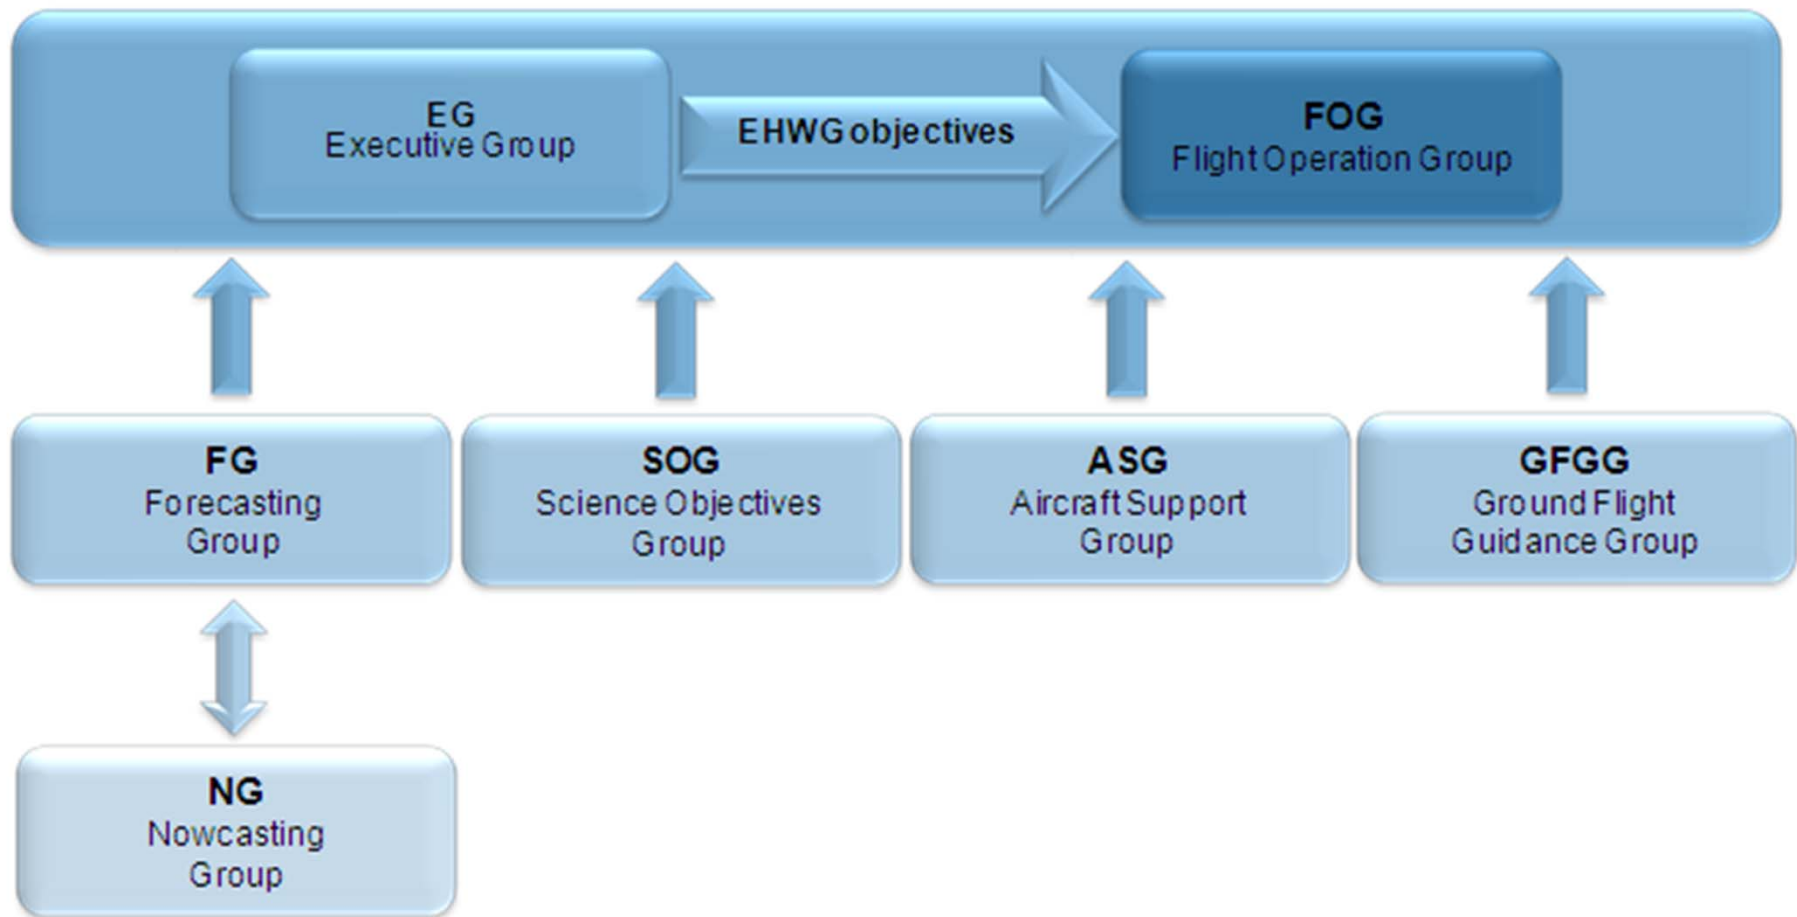 EG
Executive Group
EHWG objectives
FOG
Flight Operation Group
FG
Forecasting
Group
SOG
Science Objectives
Group
ASG
Aircraft Support
Group
GFGG
Ground Flight
Guidance Group
NG
Nowcasting
Group